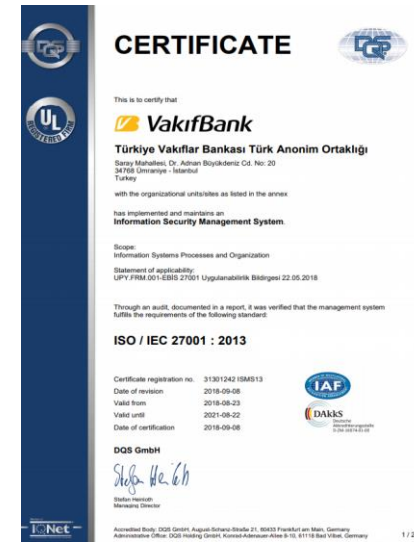 DQS
CERTIFICATE
DQS
This is to certify that
UL
REGISTERED FIRM
VakıfBank
Türkiye Vakıflar Bankası Türk Anonim Ortaklığı
Saray Mahallesi, Dr. Adnan Büyükdeniz Cd. No: 20
34768 Ümraniye - İstanbul
Turkey
with the organizational units/sites as listed in the annex
has implemented and maintains an
Information Security Management System.
Scope:
Information Systems Processes and Organization
Statement of applicability:
UPY.FRM.001-EBİS 27001 Uygulanabilirlik Bildirgesi 22.05.2018
Through an audit, documented in a report, it was verified that the management system
fulfills the requirements of the following standard:
ISO / IEC 27001 : 2013
Certificate registration no. 31301242 ISMS13
Date of revision 2018-09-08
Valid from 2018-08-23
Valid until 2021-08-22
Date of certification 2018-09-08
IAF
DAkkS
Deutsche
Akkreditierungsstelle
DQS GmbH
Stefan Heinloth
Managing Director
IQNet
Accredited Body: DQS GmbH, August-Schanz-Straße 21, 60433 Frankfurt am Main, Germany
Administrative Office: DQS Holding GmbH, Konrad-Adenauer-Allee 8-10, 61118 Bad Vilbel, Germany
1 / 2